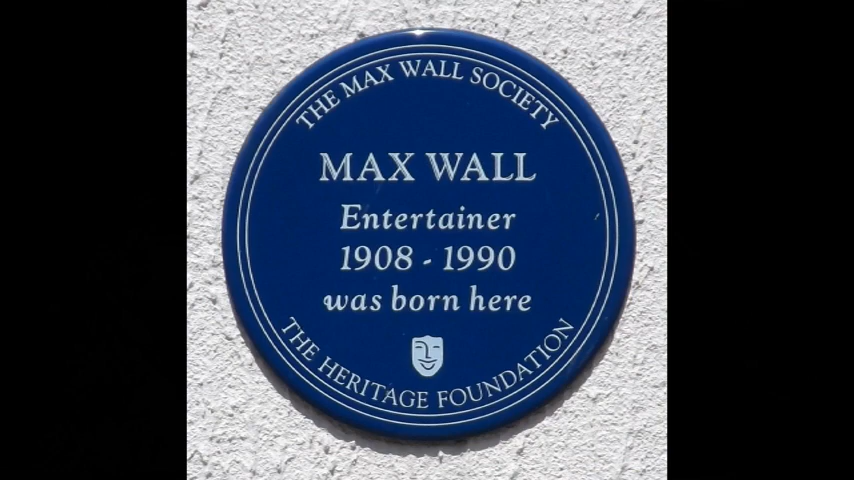 THE MAX WALL SOCIETY
MAX WALL
Entertainer
1908 - 1990
was born here
THE HERITAGE FOUNDATION